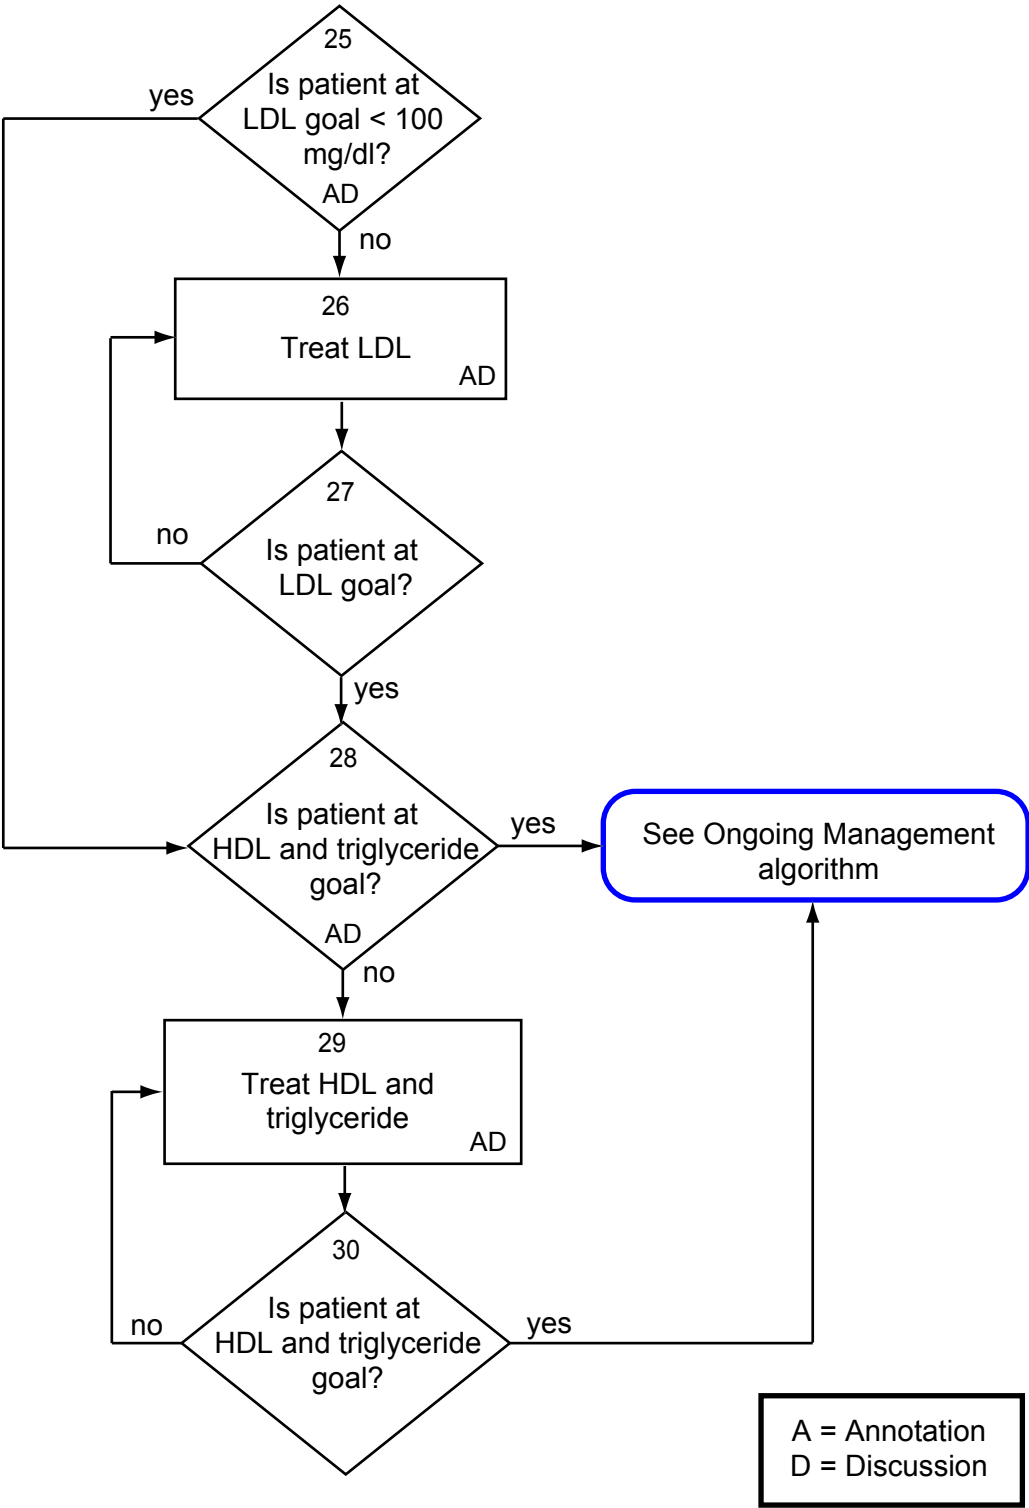 25
Is patient at
LDL goal < 100
mg/dl?
AD
yes
no
26
Treat LDL
AD
27
Is patient at
LDL goal?
no
yes
28
Is patient at
HDL and triglyceride
goal?
AD
yes
See Ongoing Management
algorithm
no
29
Treat HDL and
triglyceride
AD
30
Is patient at
HDL and triglyceride
goal?
no
yes
A = Annotation
D = Discussion